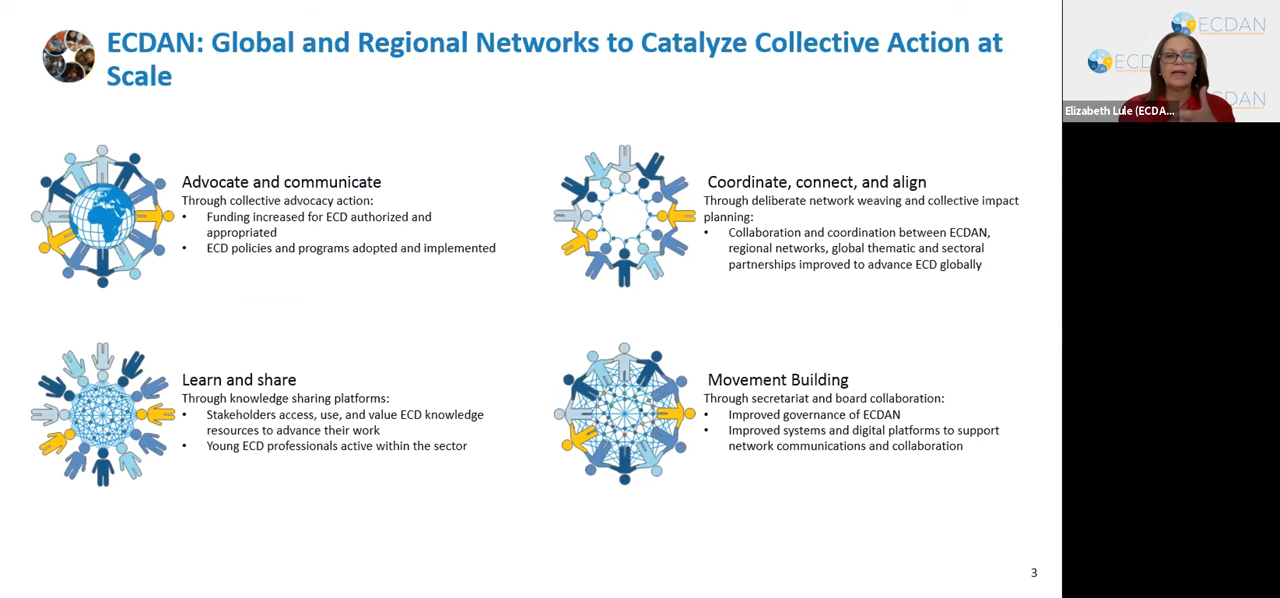 ECDAN: Global and Regional Networks to Catalyze Collective Action at
Scale
Advocate and communicate
Through collective advocacy action:
• Funding increased for ECD authorized and
appropriated
• ECD policies and programs adopted and implemented
Coordinate, connect, and align
Through deliberate network weaving and collective impact
planning:
• Collaboration and coordination between ECDAN,
regional networks, global thematic and sectoral
partnerships improved to advance ECD globally
Learn and share
Through knowledge sharing platforms:
• Stakeholders access, use, and value ECD knowledge
resources to advance their work
• Young ECD professionals active within the sector
Movement Building
Through secretariat and board collaboration:
• Improved governance of ECDAN
• Improved systems and digital platforms to support
network communications and collaboration
3
ECDAN
ECD
CDAN
Elizabeth Lule (ECDA...